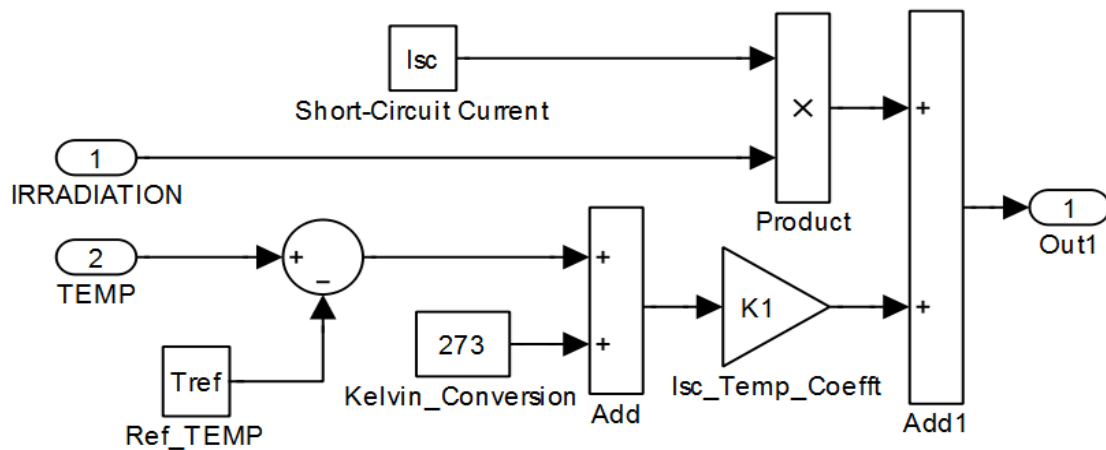 Isc
Short-Circuit Current
×
Product
1
IRRADIATION
2
TEMP
+
−
Tref
Ref_TEMP
273
Kelvin_Conversion
+
+
Add
K1
Isc_Temp_Coefft
+
+
Add1
1
Out1